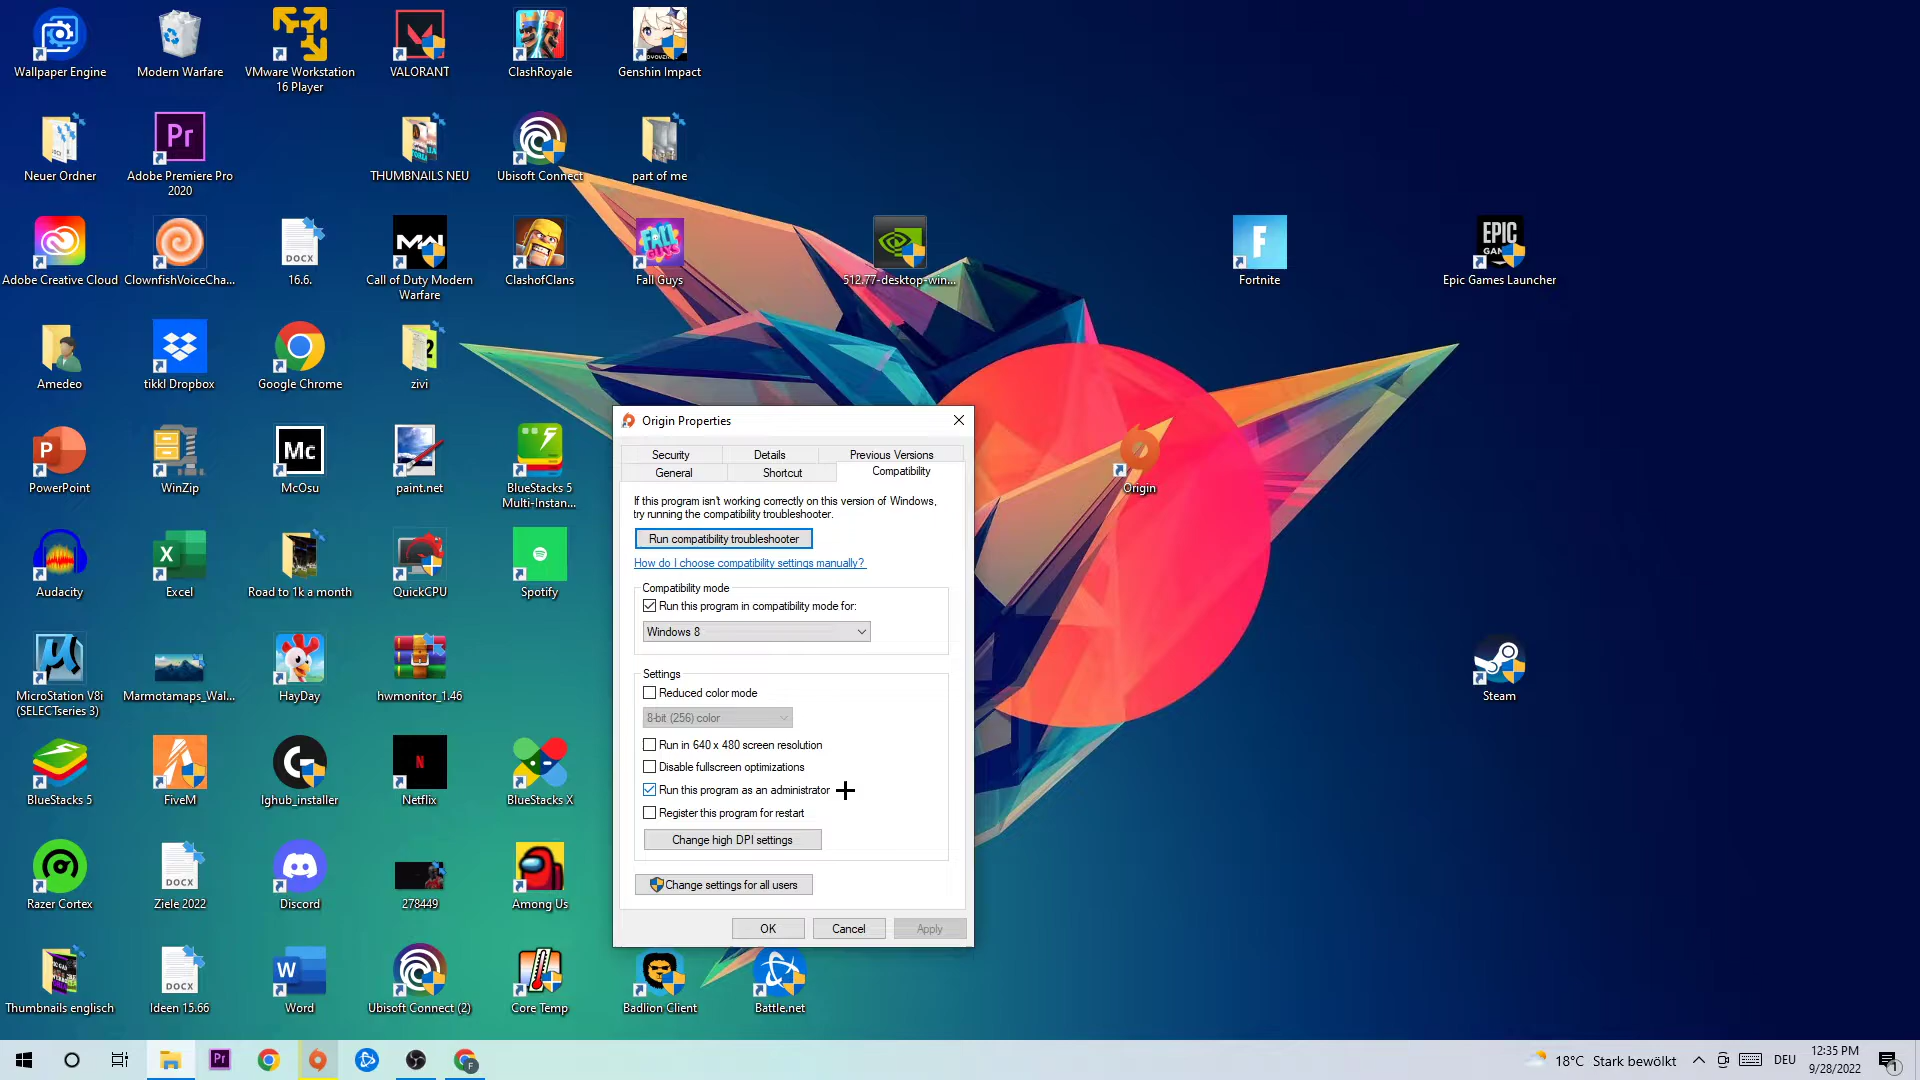 Wallpaper Engine
Modern Warfare
VMware Workstation
16 Player
VALORANT
ClashRoyale
Genshin Impact
Neuer Ordner
Adobe Premiere Pro
2020
THUMBNAILS NEU
Ubisoft Connect
part of me
Adobe Creative Cloud
ClownfishVoiceCha...
16.6.
Call of Duty Modern
Warfare
ClashofClans
Fall Guys
512.77-desktop-win...
Fortnite
Epic Games Launcher
Amedeo
tikkl Dropbox
Google Chrome
zivi
PowerPoint
WinZip
McOsu
paint.net
BlueStacks 5
Multi-Instan...
Origin
Audacity
Excel
Road to 1k a month
QuickCPU
Spotify
MicroStation V8i
(SELECTseries 3)
Marmotamaps_Wal...
HayDay
hwmonitor_1.46
Steam
BlueStacks 5
FiveM
lghub_installer
Netflix
BlueStacks X
Razer Cortex
Ziele 2022
Discord
278449
Among Us
Thumbnails englisch
Ideen 15.66
Word
Ubisoft Connect (2)
Core Temp
Badlion Client
Battle.net
Origin Properties
Security
Details
Previous Versions
General
Shortcut
Compatibility
If this program isn't working correctly on this version of Windows,
try running the compatibility troubleshooter.
Run compatibility troubleshooter
How do I choose compatibility settings manually?
Compatibility mode
Run this program in compatibility mode for:
Windows 8
Settings
Reduced color mode
8-bit (256) color
Run in 640 x 480 screen resolution
Disable fullscreen optimizations
Run this program as an administrator
Register this program for restart
Change high DPI settings
Change settings for all users
OK
Cancel
Apply
18°C Stark bewölkt
DEU
12:35 PM
9/28/2022